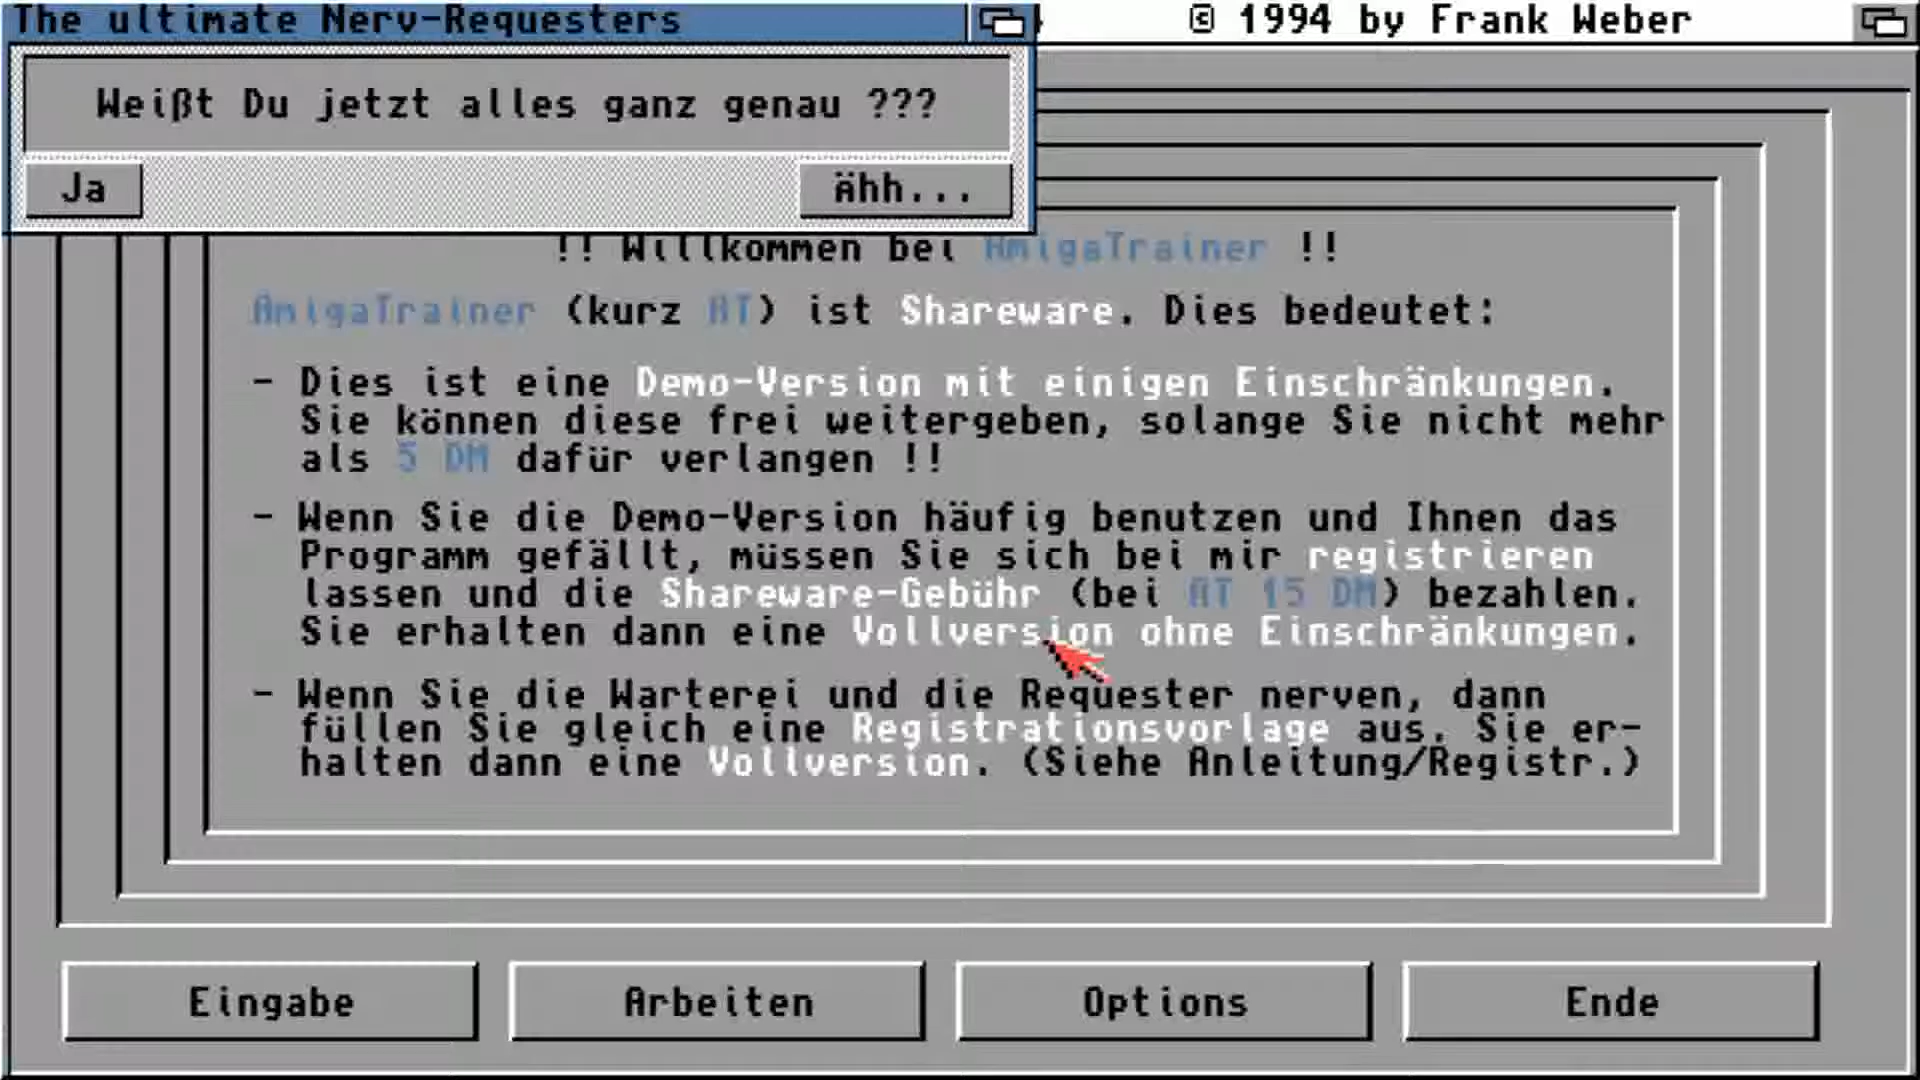 The ultimate Nerv-Requesters
© 1994 by Frank Weber
Weißt Du jetzt alles ganz genau ???
Ja
Ähh...
!! Willkommen bei AmigaTrainer !!
AmigaTrainer (kurz AT) ist Shareware. Dies bedeutet:
- Dies ist eine Demo-Version mit einigen Einschränkungen.
Sie können diese frei weitergeben, solange Sie nicht mehr
als 5 DM dafür verlangen !!
- Wenn Sie die Demo-Version häufig benutzen und Ihnen das
Programm gefällt, müssen Sie sich bei mir registrieren
lassen und die Shareware-Gebühr (bei AT 15 DM) bezahlen.
Sie erhalten dann eine Vollversion ohne Einschränkungen.
- Wenn Sie die Warterei und die Requester nerven, dann
füllen Sie gleich eine Registrationsvorlage aus. Sie er-
halten dann eine Vollversion. (Siehe Anleitung/Registr.)
Eingabe
Arbeiten
Options
Ende